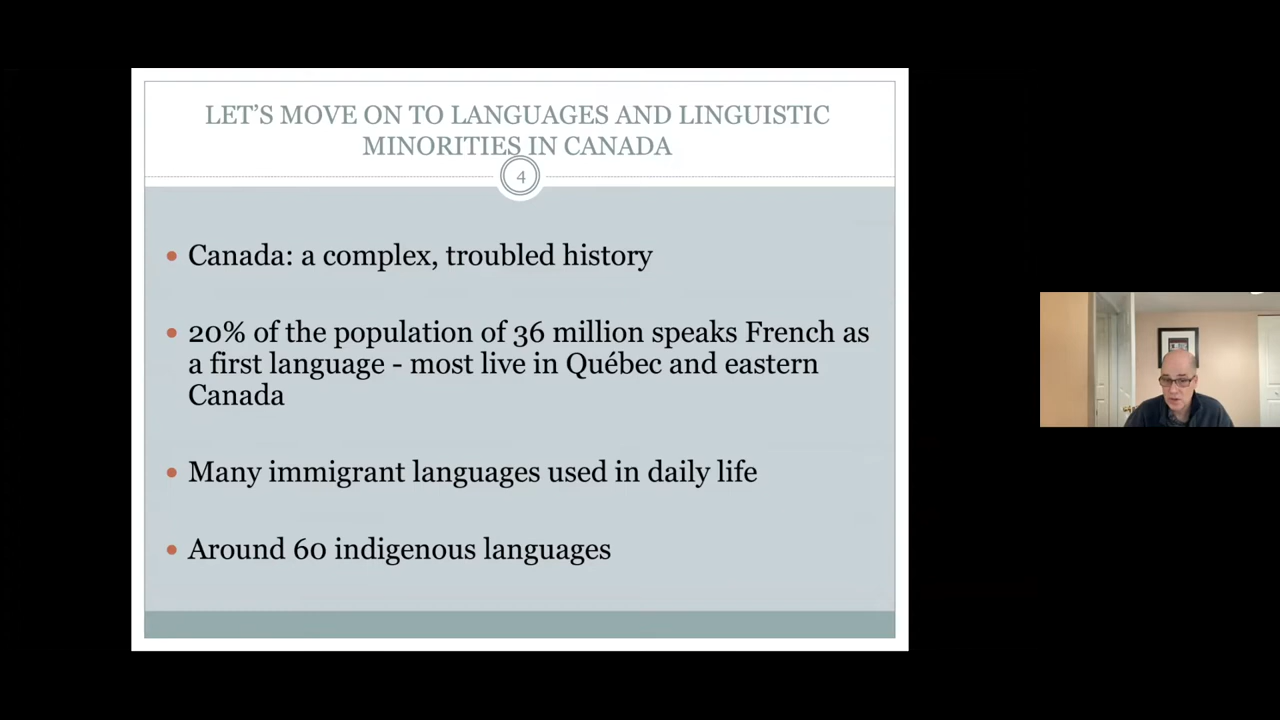 LET’S MOVE ON TO LANGUAGES AND LINGUISTIC
MINORITIES IN CANADA
4
• Canada: a complex, troubled history
• 20% of the population of 36 million speaks French as
a first language - most live in Québec and eastern
Canada
• Many immigrant languages used in daily life
• Around 60 indigenous languages